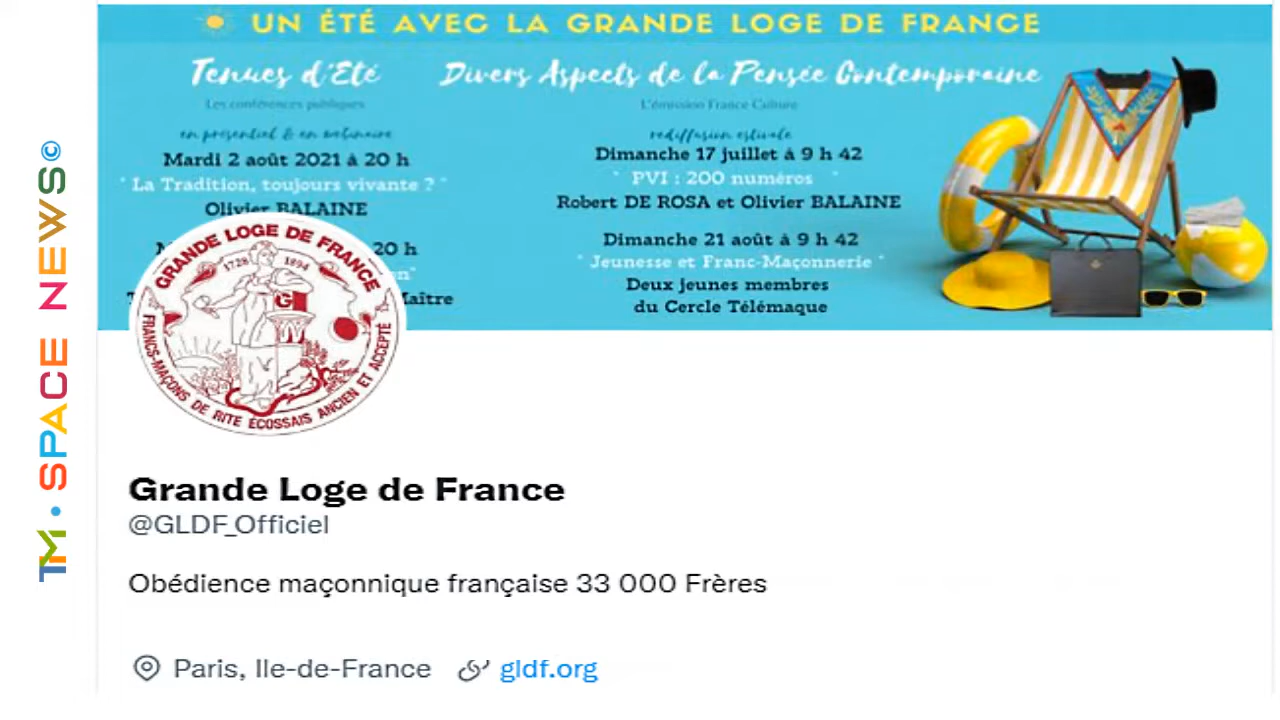 UN ÉTÉ AVEC LA GRANDE LOGE DE FRANCE
Tenues d'Eté
Les conférences publiques
en présentiel & en webinaire
Mardi 2 août 2021 à 20 h
" La Tradition, toujours vivante ? "
Olivier BALAINE
20 h
Maître
Divers Aspects de la Pensée Contemporaine
L'émission France Culture
rediffusion estivale
Dimanche 17 juillet à 9 h 42
" PVI : 200 numéros "
Robert DE ROSA et Olivier BALAINE
Dimanche 21 août à 9 h 42
" Jeunesse et Franc-Maçonnerie "
Deux jeunes membres
du Cercle Télémaque
GRANDE LOGE DE FRANCE
1728 1894
G
FRANCS-MAÇONS DE RITE ÉCOSSAIS ANCIEN ET ACCEPTÉ
TM • SPACE NEWS©
Grande Loge de France
@GLDF_Officiel
Obédience maçonnique française 33 000 Frères
Paris, Ile-de-France gldf.org